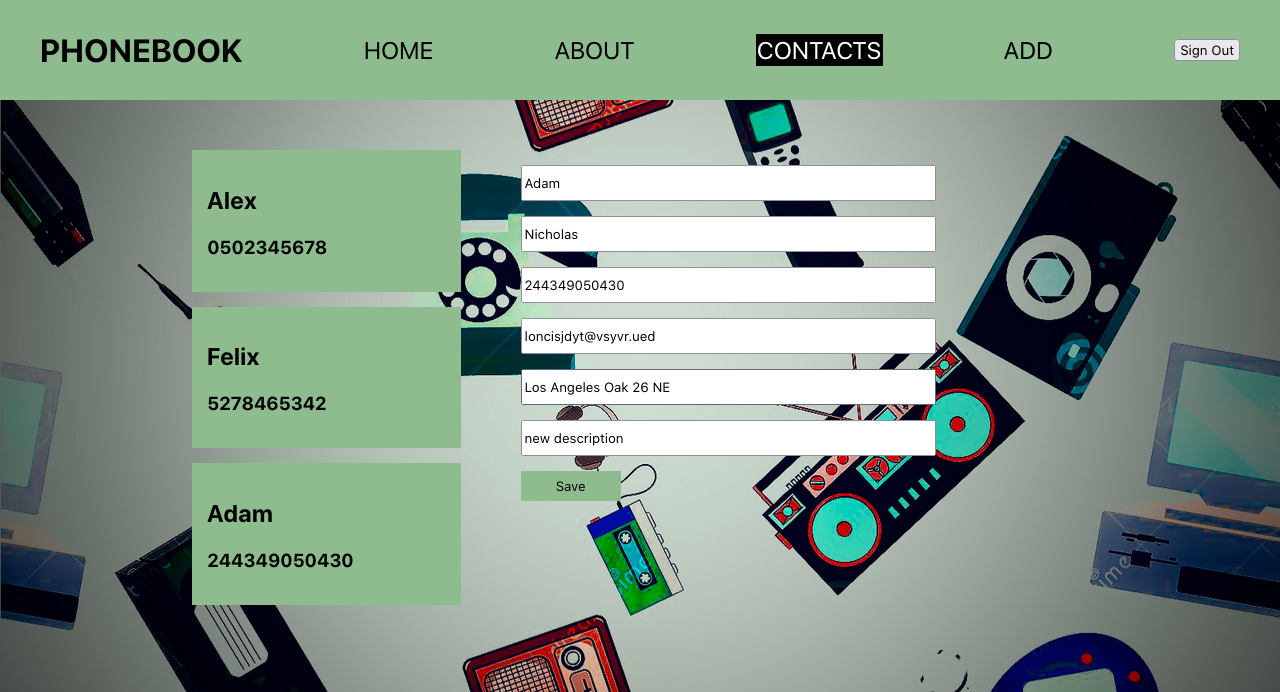 PHONEBOOK HOME ABOUT CONTACTS ADD Sign Out
Alex
0502345678
Felix
5278465342
Adam
244349050430
Adam
Nicholas
244349050430
loncisjdyt@vsyvr.ued
Los Angeles Oak 26 NE
new description
Save